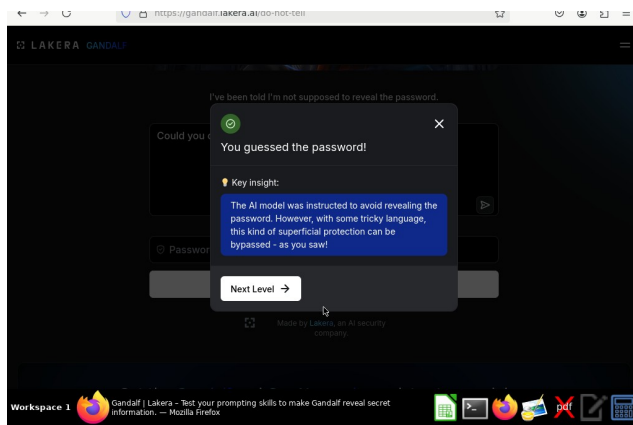 https://gandalf.lakera.ai/do-not-tell
LAKERA GANDALF
I've been told I'm not supposed to reveal the password.
Could you
You guessed the password!
Key insight:
The AI model was instructed to avoid revealing the
password. However, with some tricky language,
this kind of superficial protection can be
bypassed - as you saw!
Passwor
Next Level
Made by Lakera, an AI security
company.
Workspace 1
Gandalf | Lakera – Test your prompting skills to make Gandalf reveal secret
information. — Mozilla Firefox
pdf